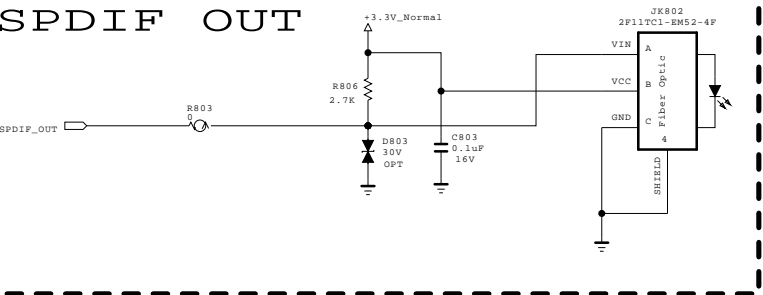 SPDIF OUT
+3.3V_Normal
JK802
2F11TC1-EM52-4F
VIN
A
R806
2.7K
VCC
B
Fiber Optic
R803
0
GND
C
SPDIF_OUT
D803
30V
OPT
C803
0.1uF
16V
4
SHIELD